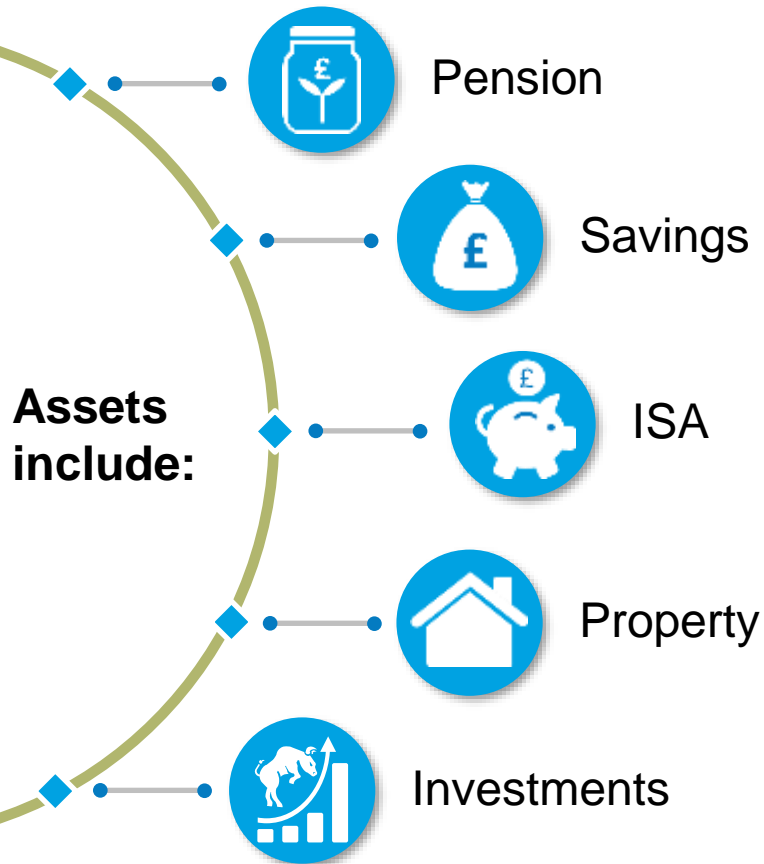 £
Pension
£
Savings
Assets
include:
£
ISA
Property
Investments